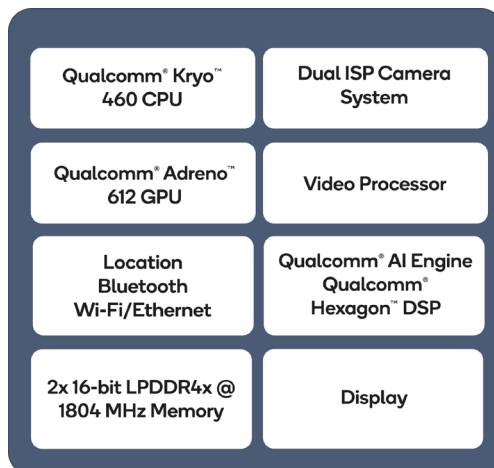 Qualcomm® Kryo™
460 CPU
Dual ISP Camera
System
Qualcomm® Adreno™
612 GPU
Video Processor
Location
Bluetooth
Wi-Fi/Ethernet
Qualcomm® AI Engine
Qualcomm®
Hexagon™ DSP
2x 16-bit LPDDR4x @
1804 MHz Memory
Display